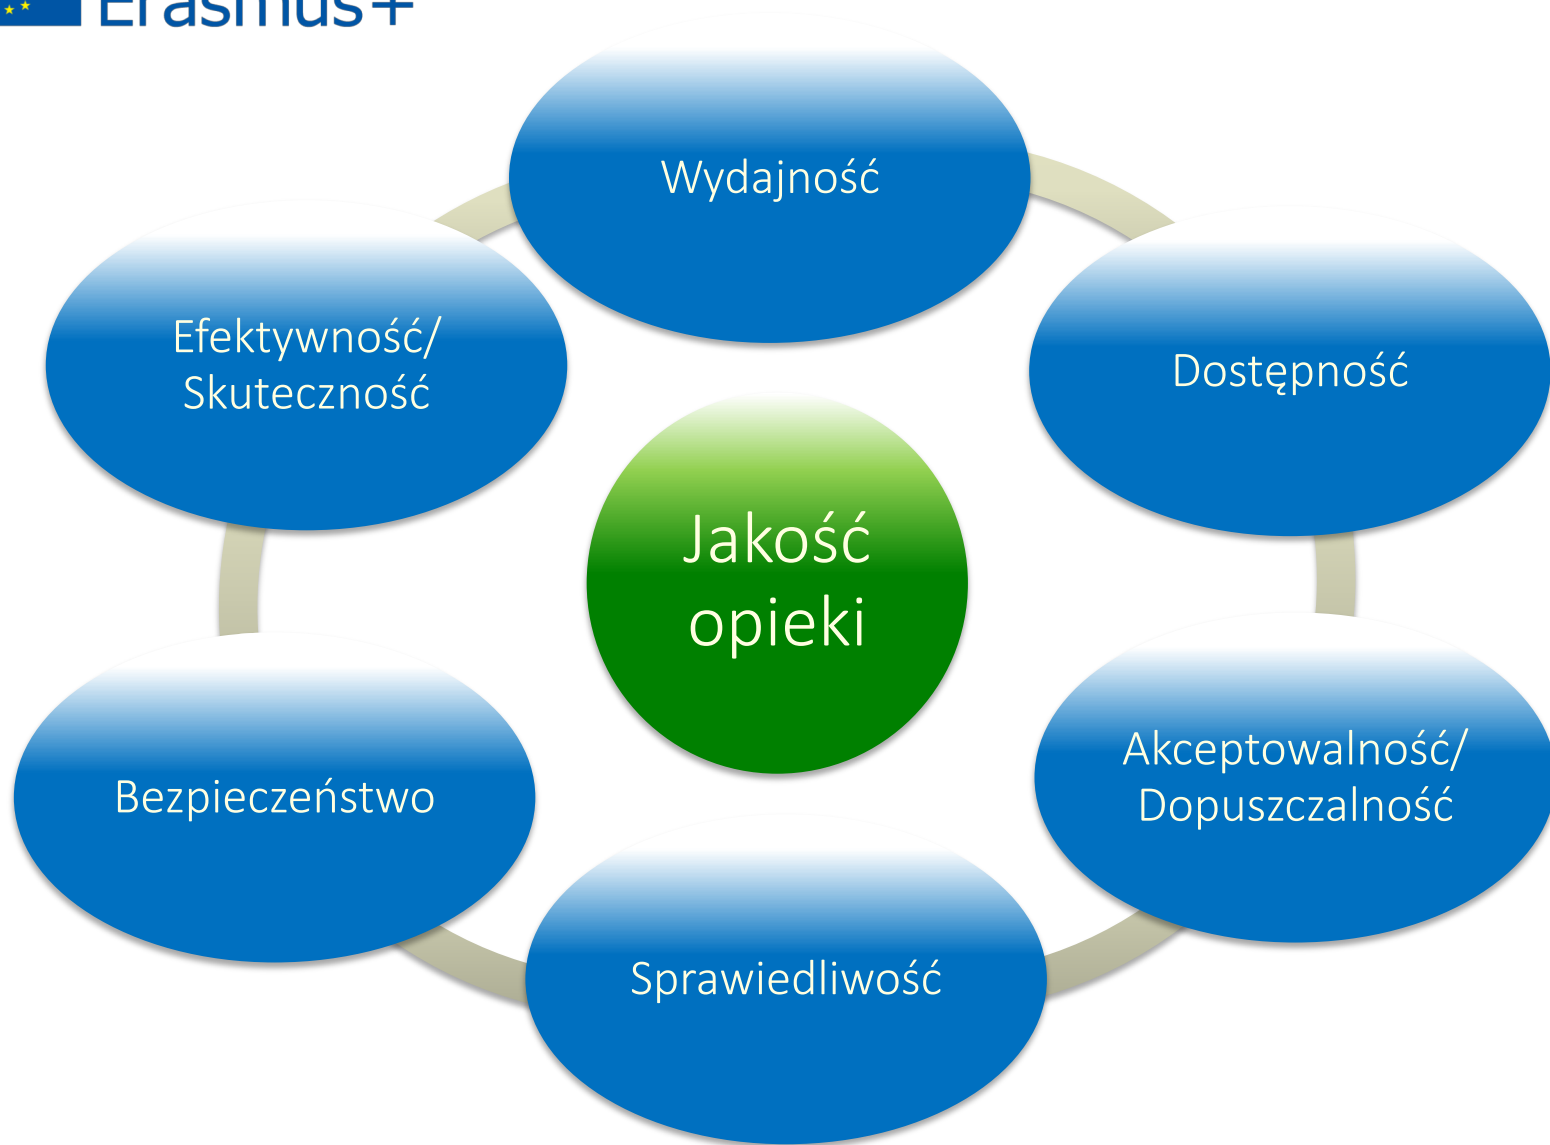 Erasmus+
Wydajność
Efektywność/
Skuteczność
Dostępność
Jakość
opieki
Akceptowalność/
Dopuszczalność
Bezpieczeństwo
Sprawiedliwość